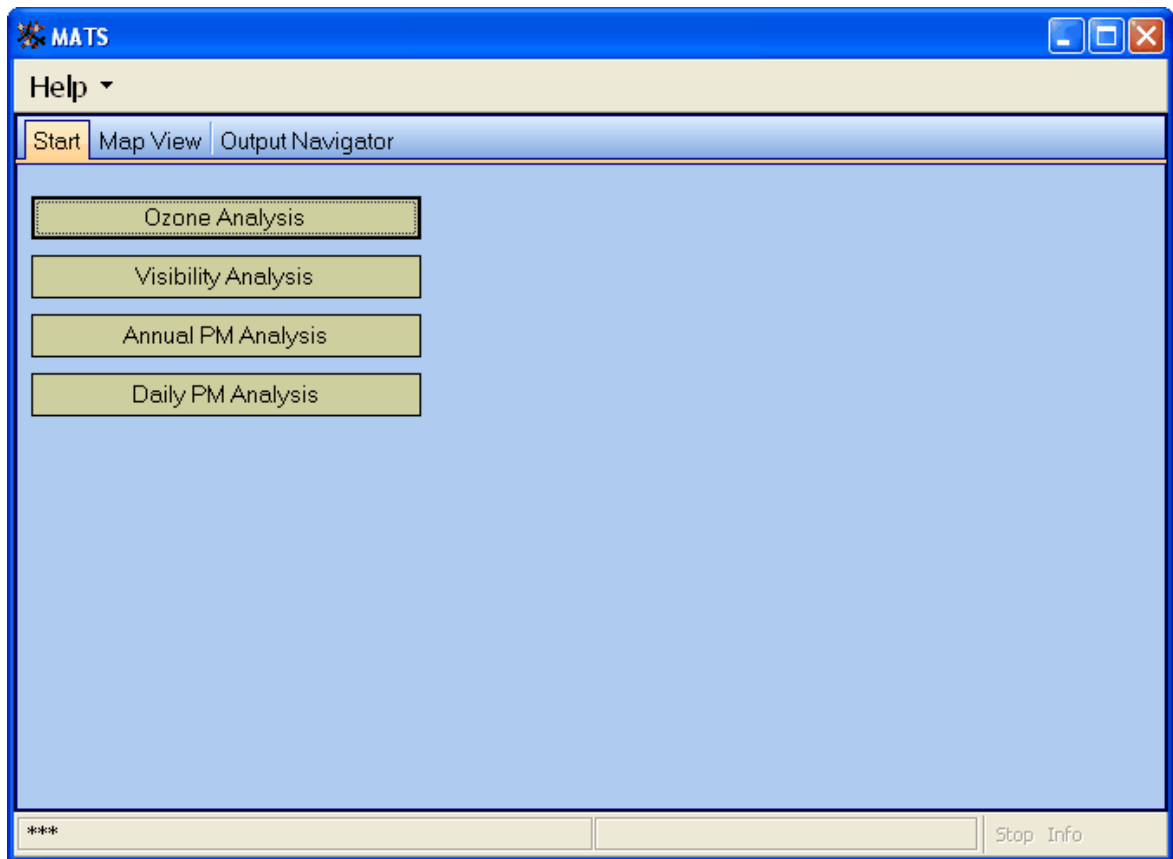 MATS
Help
Start Map View Output Navigator
Ozone Analysis
Visibility Analysis
Annual PM Analysis
Daily PM Analysis
*** Stop Info